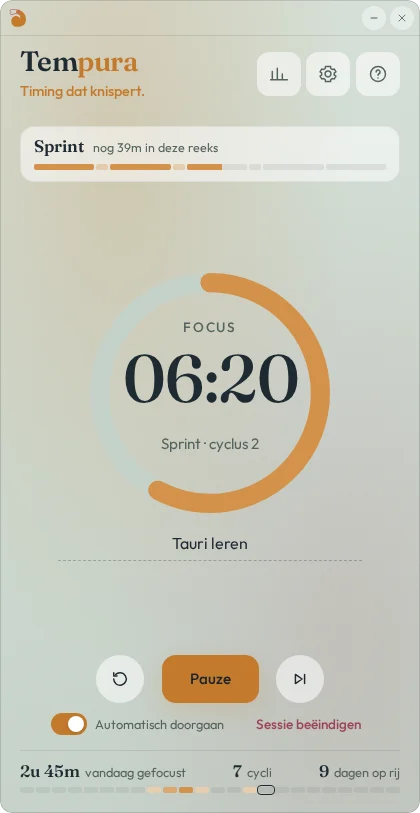 Tempura
Timing dat knispert.
Sprint nog 39m in deze reeks
FOCUS
06:20
Sprint · cyclus 2
Tauri leren
Pauze
Automatisch doorgaan Sessie beëindigen
2u 45m vandaag gefocust 7 cycli 9 dagen op rij